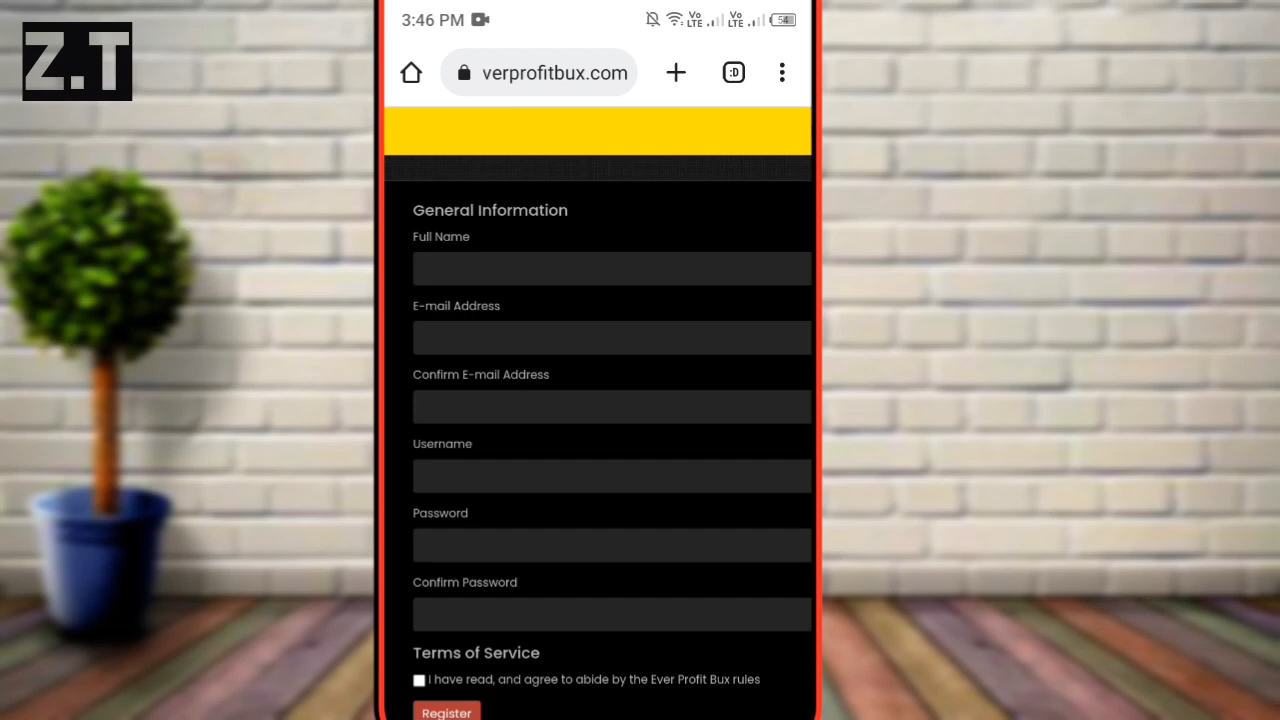 Z.T
3:46 PM
Vo LTE Vo LTE 54
verprofitbux.com :D
General Information
Full Name
E-mail Address
Confirm E-mail Address
Username
Password
Confirm Password
Terms of Service
I have read, and agree to abide by the Ever Profit Bux rules
Register